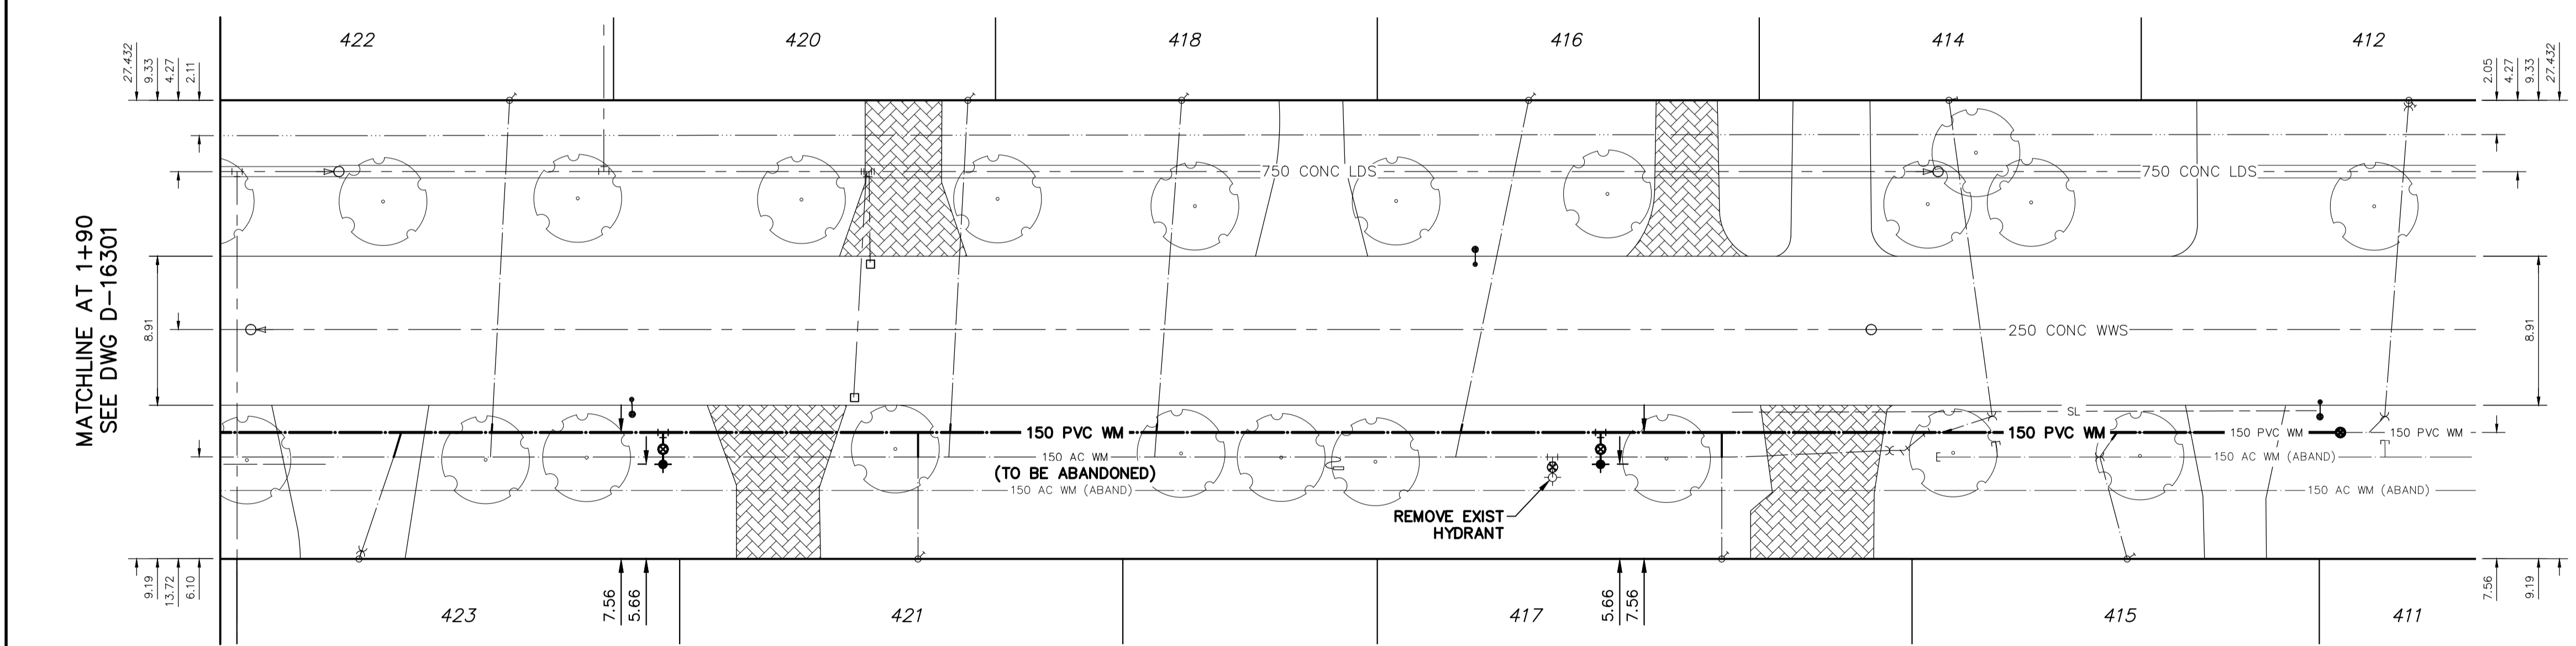 422
420
418
416
414
412
27.432
9.33
4.27
2.11
2.05
4.27
9.33
27.432
750 CONC LDS
750 CONC LDS
MATCHLINE AT 1+90
SEE DWG D-16301
8.91
250 CONC WWS
8.91
SL
150 PVC WM
150 PVC WM
150 PVC WM
150 PVC WM
150 AC WM
(TO BE ABANDONED)
150 AC WM (ABAND)
150 AC WM (ABAND)
150 AC WM (ABAND)
REMOVE EXIST
HYDRANT
9.19
13.72
6.10
7.56
5.66
5.66
7.56
7.56
9.19
423
421
417
415
411